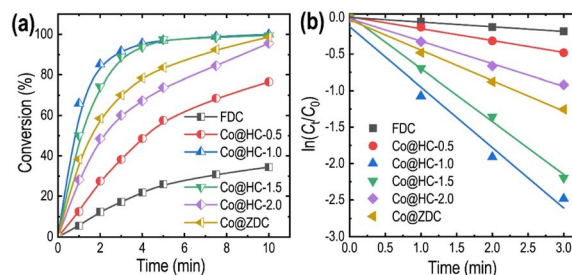 (a)
100
80
60
40
20
0
Conversion (%)
FDC
Co@HC-0.5
Co@HC-1.0
Co@HC-1.5
Co@HC-2.0
Co@ZDC
0 2 4 6 8 10
Time (min)
(b)
0.0
-0.5
-1.0
-1.5
-2.0
-2.5
-3.0
ln(Ct/C0)
FDC
Co@HC-0.5
Co@HC-1.0
Co@HC-1.5
Co@HC-2.0
Co@ZDC
0.0 0.5 1.0 1.5 2.0 2.5 3.0
Time (min)